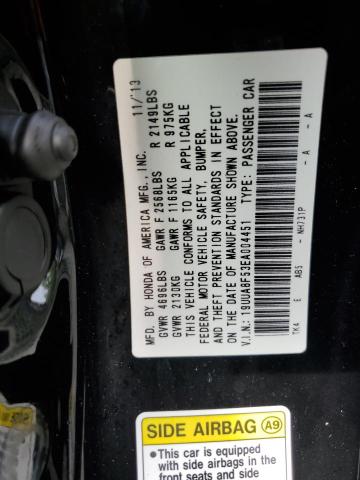 MFD. BY HONDA OF AMERICA MFG., INC. 11/'13
GVWR 4696LBS GAWR F 2568LBS R 2149LBS
GVWR 2130KG GAWR F 1165KG R 975KG
THIS VEHICLE CONFORMS TO ALL APPLICABLE
FEDERAL MOTOR VEHICLE SAFETY, BUMPER,
AND THEFT PREVENTION STANDARDS IN EFFECT
ON THE DATE OF MANUFACTURE SHOWN ABOVE.
V.I.N.: 19UUA8F53EA004451 TYPE: PASSENGER CAR
TK4 E AB5 - NH731P - A - A
SIDE AIRBAG A9
●This car is equipped
with side airbags in the
front seats and side